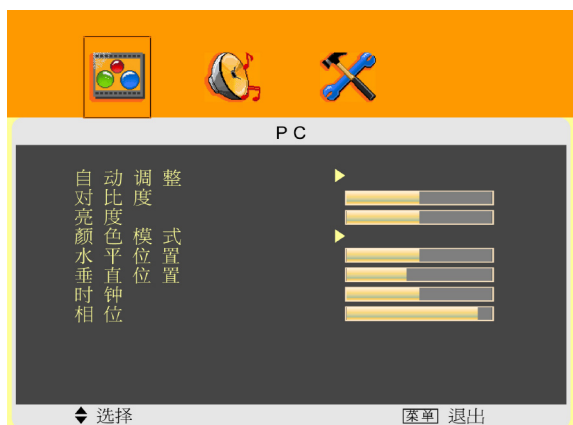 PC
自动调整
对比度
亮度
颜色模式
水平位置
垂直位置
时钟
相位
选择 菜单 退出